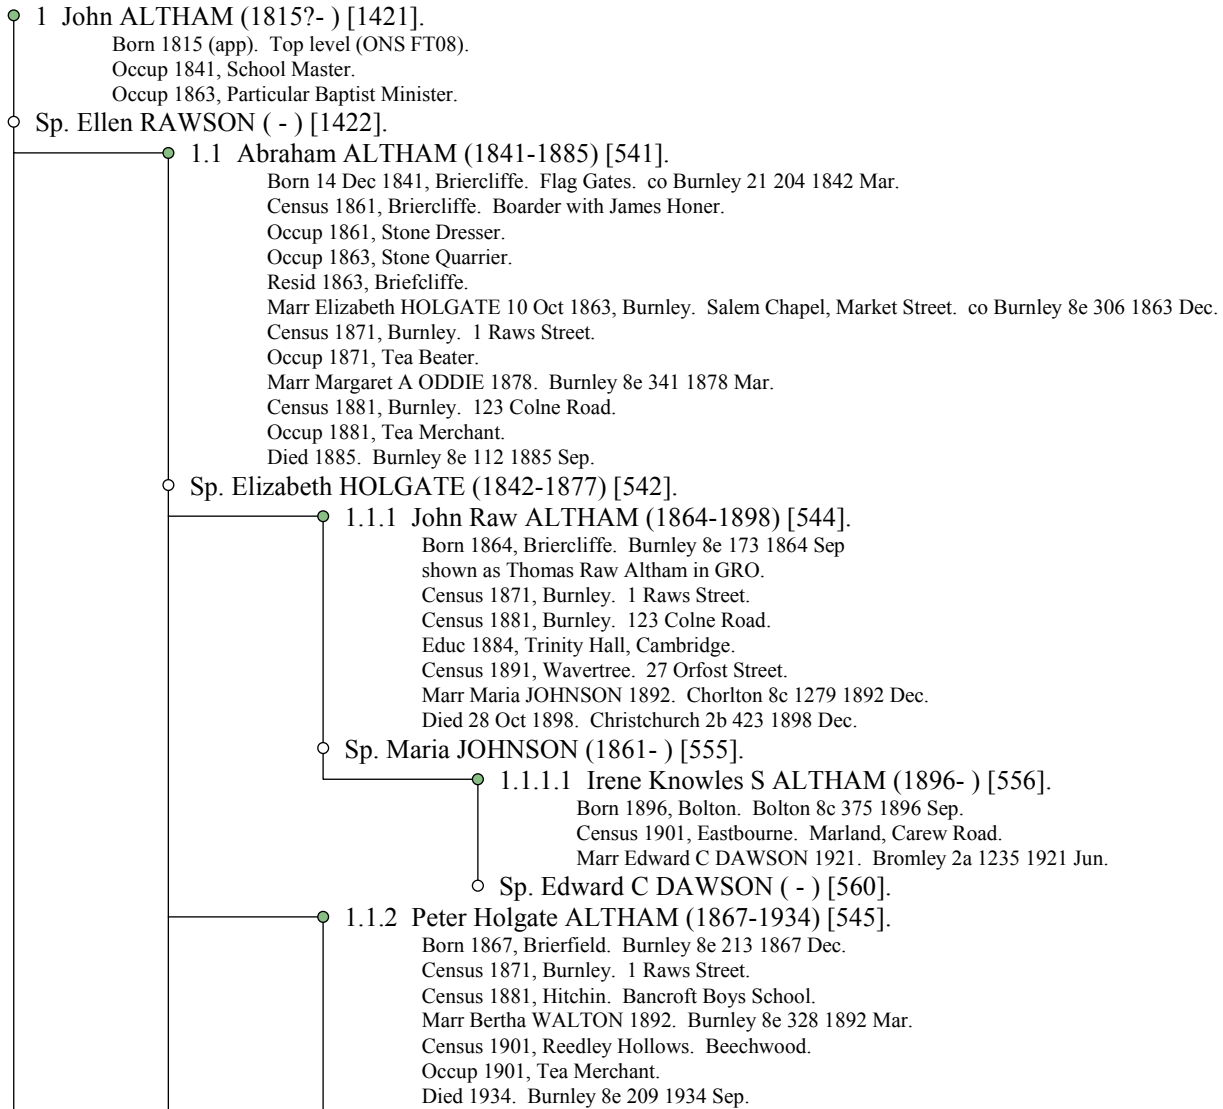 1 John ALTHAM (1815?- ) [1421].
Born 1815 (app). Top level (ONS FT08).
Occup 1841, School Master.
Occup 1863, Particular Baptist Minister.
Sp. Ellen RAWSON ( - ) [1422].
1.1 Abraham ALTHAM (1841-1885) [541].
Born 14 Dec 1841, Briercliffe. Flag Gates. co Burnley 21 204 1842 Mar.
Census 1861, Briercliffe. Boarder with James Honer.
Occup 1861, Stone Dresser.
Occup 1863, Stone Quarrier.
Resid 1863, Briefcliffe.
Marr Elizabeth HOLGATE 10 Oct 1863, Burnley. Salem Chapel, Market Street. co Burnley 8e 306 1863 Dec.
Census 1871, Burnley. 1 Raws Street.
Occup 1871, Tea Beater.
Marr Margaret A ODDIE 1878. Burnley 8e 341 1878 Mar.
Census 1881, Burnley. 123 Colne Road.
Occup 1881, Tea Merchant.
Died 1885. Burnley 8e 112 1885 Sep.
Sp. Elizabeth HOLGATE (1842-1877) [542].
1.1.1 John Raw ALTHAM (1864-1898) [544].
Born 1864, Briercliffe. Burnley 8e 173 1864 Sep
shown as Thomas Raw Altham in GRO.
Census 1871, Burnley. 1 Raws Street.
Census 1881, Burnley. 123 Colne Road.
Educ 1884, Trinity Hall, Cambridge.
Census 1891, Wavertree. 27 Orfost Street.
Marr Maria JOHNSON 1892. Chorlton 8c 1279 1892 Dec.
Died 28 Oct 1898. Christchurch 2b 423 1898 Dec.
Sp. Maria JOHNSON (1861- ) [555].
1.1.1.1 Irene Knowles S ALTHAM (1896- ) [556].
Born 1896, Bolton. Bolton 8c 375 1896 Sep.
Census 1901, Eastbourne. Marland, Carew Road.
Marr Edward C DAWSON 1921. Bromley 2a 1235 1921 Jun.
Sp. Edward C DAWSON ( - ) [560].
1.1.2 Peter Holgate ALTHAM (1867-1934) [545].
Born 1867, Brierfield. Burnley 8e 213 1867 Dec.
Census 1871, Burnley. 1 Raws Street.
Census 1881, Hitchin. Bancroft Boys School.
Marr Bertha WALTON 1892. Burnley 8e 328 1892 Mar.
Census 1901, Reedley Hollows. Beechwood.
Occup 1901, Tea Merchant.
Died 1934. Burnley 8e 209 1934 Sep.